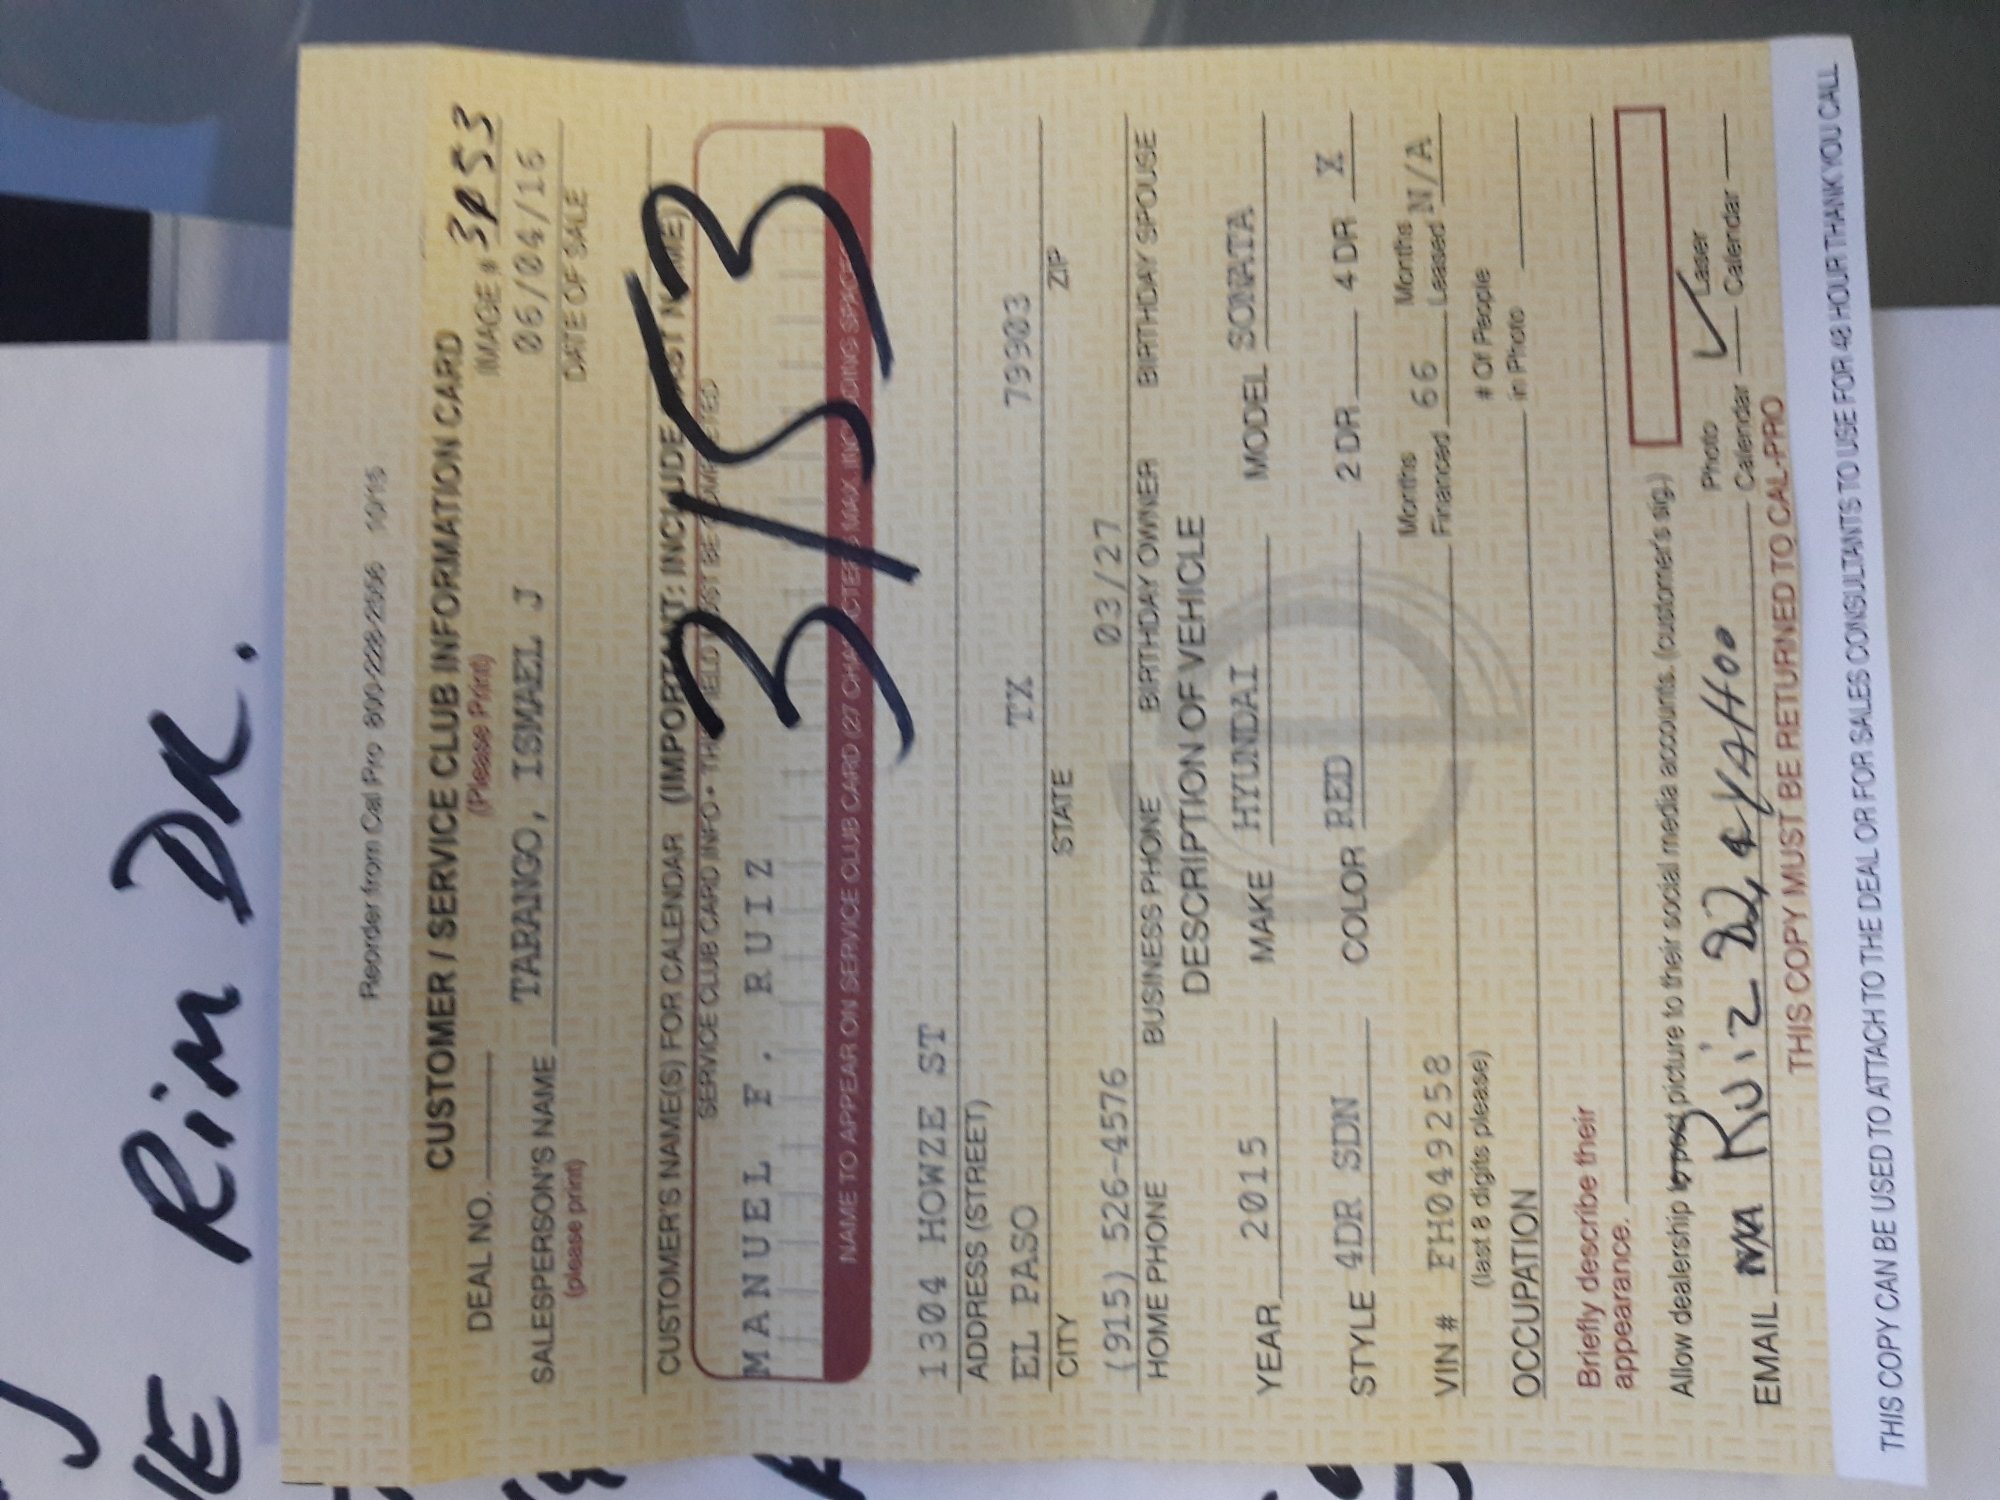 Rim DR.
Reorder from Cal Pro 800-228-2556 10/15
CUSTOMER / SERVICE CLUB INFORMATION CARD
DEAL NO. (Please Print) IMAGE #
SALESPERSON'S NAME TARANGO, ISMAEL J 06/04/16
(please print) DATE OF SALE
CUSTOMER'S NAME(S) FOR CALENDAR (IMPORTANT: INCLUDE LAST NAME)
SERVICE CLUB CARD INFO • THIS FIELD MUST BE COMPLETED
MANUEL F. RUIZ
3/53
NAME TO APPEAR ON SERVICE CLUB CARD (27 CHARACTERS MAX. INCLUDING SPACES
1304 HOWZE ST
ADDRESS (STREET)
EL PASO TX 79903
CITY STATE ZIP
(915) 526-4576 03/27
HOME PHONE BUSINESS PHONE BIRTHDAY OWNER BIRTHDAY SPOUSE
DESCRIPTION OF VEHICLE
YEAR 2015 MAKE HYUNDAI MODEL SONATA
STYLE 4DR SDN COLOR RED 2 DR 4 DR X
VIN # FH049258 Months Financed 66 Months Leased N/A
(last 8 digits please)
OCCUPATION # Of People in Photo
Briefly describe their
appearance.
Allow dealership to post picture to their social media accounts. (customer's sig.)
EMAIL N/A Ruiz YAHOO Photo Calendar ✓ Laser Calendar
THIS COPY MUST BE RETURNED TO CAL-PRO
THIS COPY CAN BE USED TO ATTACH TO THE DEAL OR FOR SALES CONSULTANTS TO USE FOR 48 HOUR THANK YOU CALL